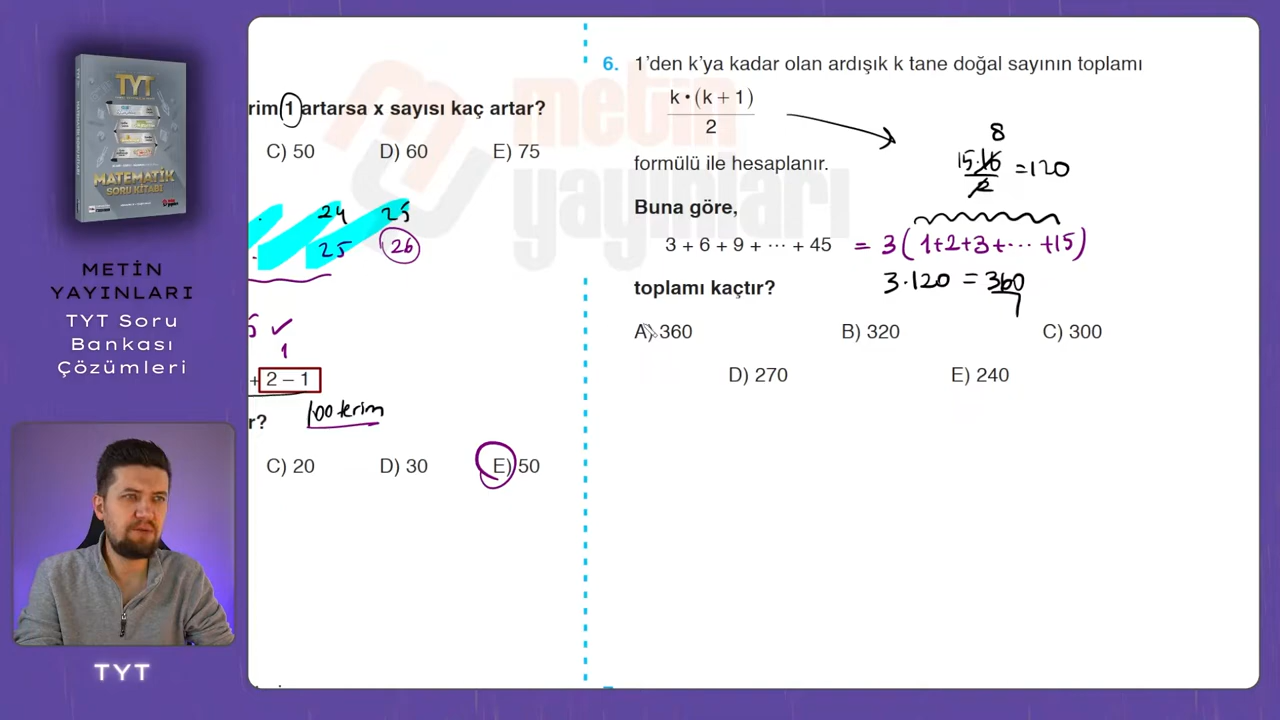 TYT
MATEMATİK
SORU KİTABI
METİN
YAYINLARI
TYT Soru
Bankası
Çözümleri
TYT
rim 1 artarsa x sayısı kaç artar?
C) 50 D) 60 E) 75
24 25
25 26
1
+ 2 – 1
r? 100 terim
C) 20 D) 30 E) 50
6. 1'den k'ya kadar olan ardışık k tane doğal sayının toplamı
k • (k + 1)
2
8
15·16
2
=120
formülü ile hesaplanır.
Buna göre,
3 + 6 + 9 + ··· + 45 = 3(1+2+3+··· +15)
3·120 = 360
toplamı kaçtır?
A) 360 B) 320 C) 300
D) 270 E) 240
metin
yayınları